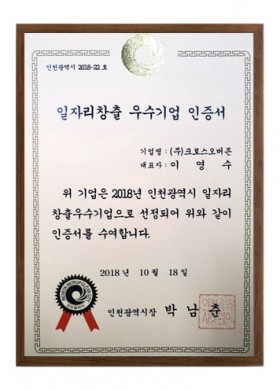 인천광역시 2018-22 호
일자리창출 우수기업 인증서
기업명 : (주)크로스오버존
대표자 : 이 영 수
위 기업은 2018년 인천광역시 일자리
창출우수기업으로 선정되어 위와 같이
인증서를 수여합니다.
2018 년 10 월 18 일
인천광역시장 박 남 춘